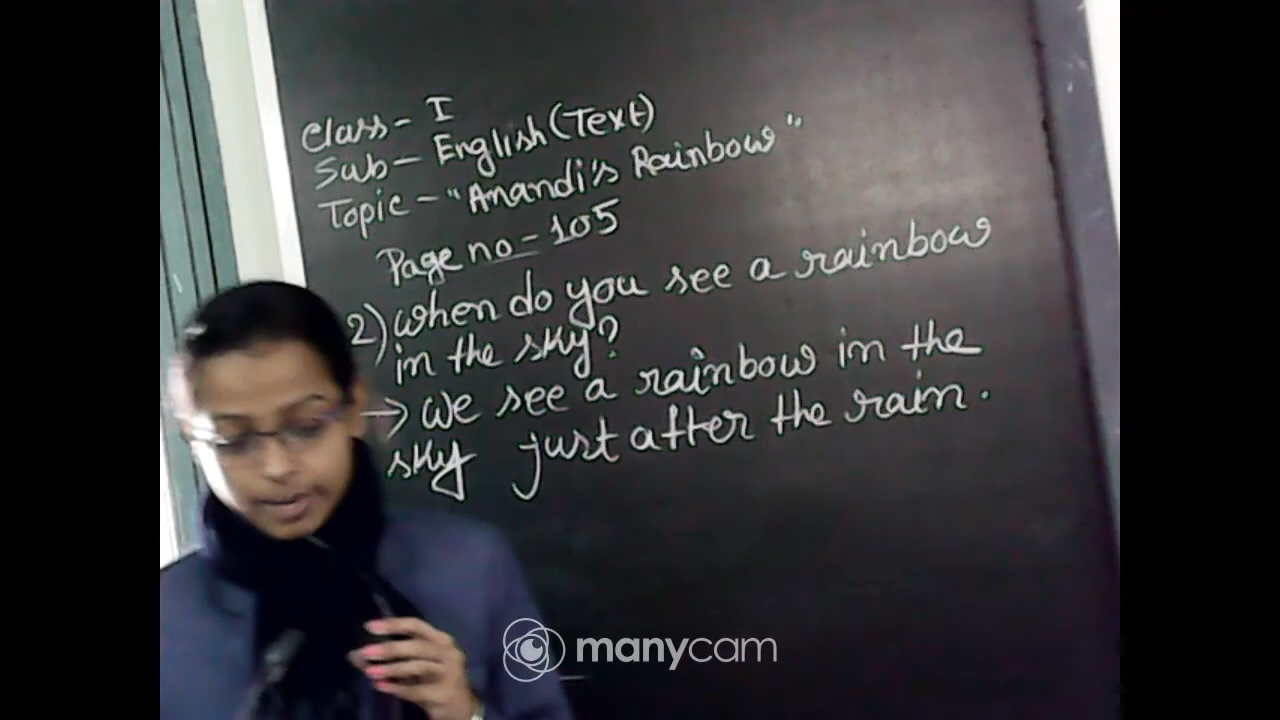 Class - I
Sub - English (Text)
Topic - "Anandi's Rainbow"
Page no - 105
2) When do you see a rainbow
in the sky?
→ We see a rainbow in the
sky just after the rain.
manycam